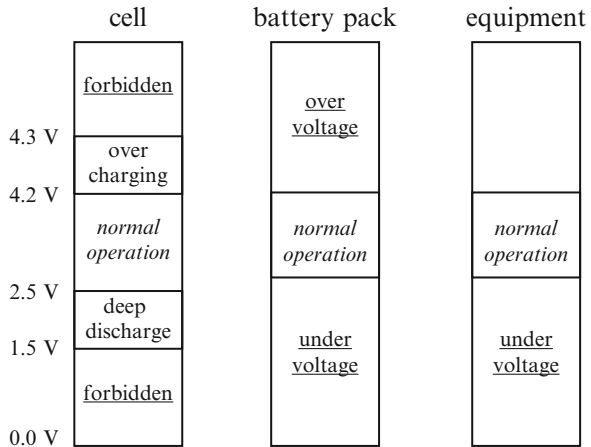 cell
battery pack
equipment
4.3 V
4.2 V
2.5 V
1.5 V
0.0 V
forbidden
over
charging
normal
operation
deep
discharge
forbidden
over
voltage
normal
operation
under
voltage
normal
operation
under
voltage